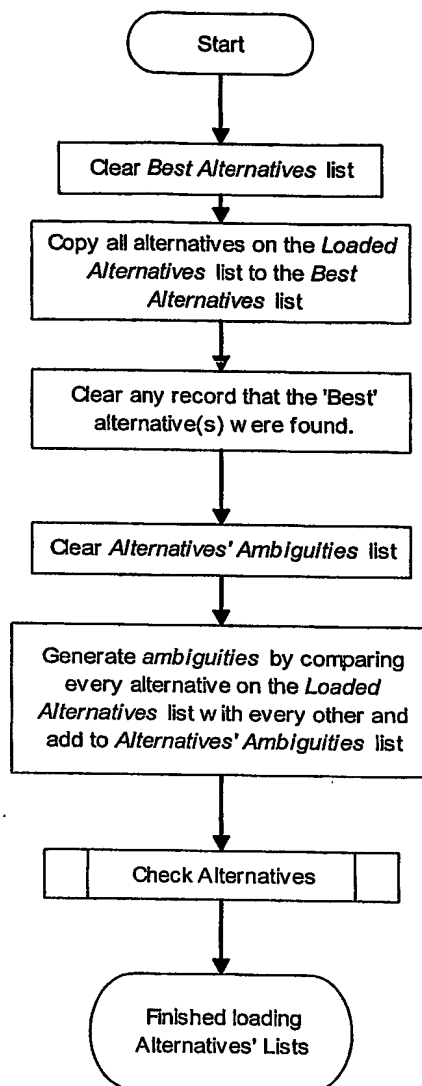 Start
Clear Best Alternatives list
Copy all alternatives on the Loaded
Alternatives list to the Best
Alternatives list
Clear any record that the 'Best'
alternative(s) were found.
Clear Alternatives' Ambiguities list
Generate ambiguities by comparing
every alternative on the Loaded
Alternatives list with every other and
add to Alternatives' Ambiguities list
Check Alternatives
Finished loading
Alternatives' Lists